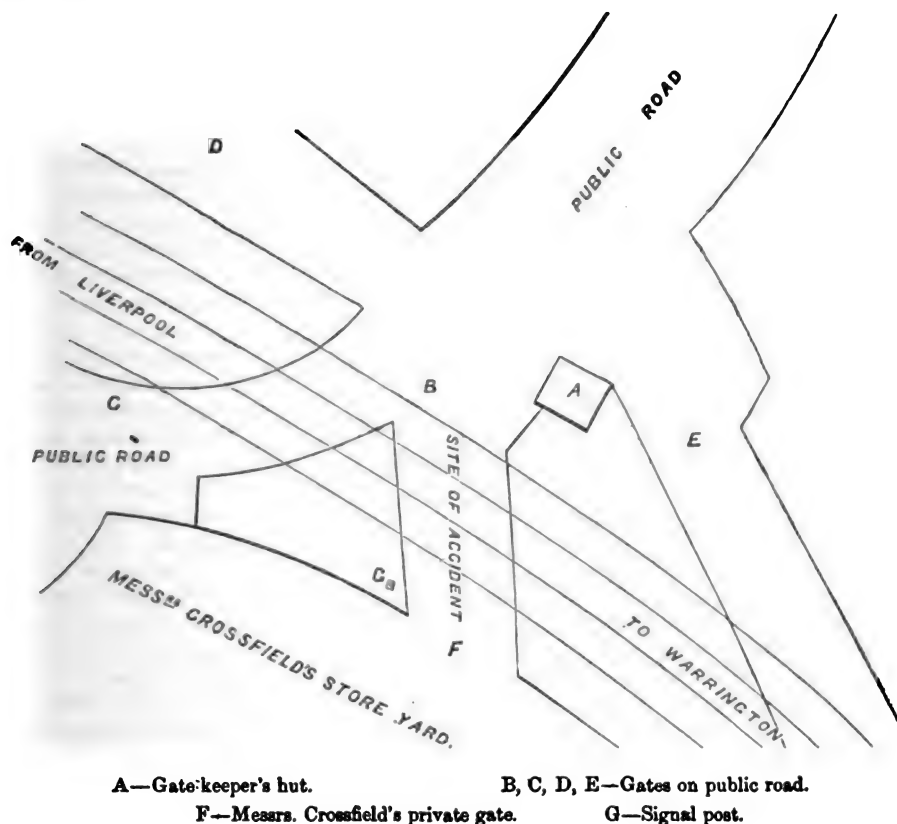 D
PUBLIC ROAD
FROM LIVERPOOL
B
A
C
E
PUBLIC ROAD
SITE OF ACCIDENT
G
MESSRS CROSSFIELD'S STORE YARD.
F
TO WARRINGTON
A—Gate-keeper's hut. B, C, D, E—Gates on public road.
F—Messrs. Crossfield's private gate. G—Signal post.